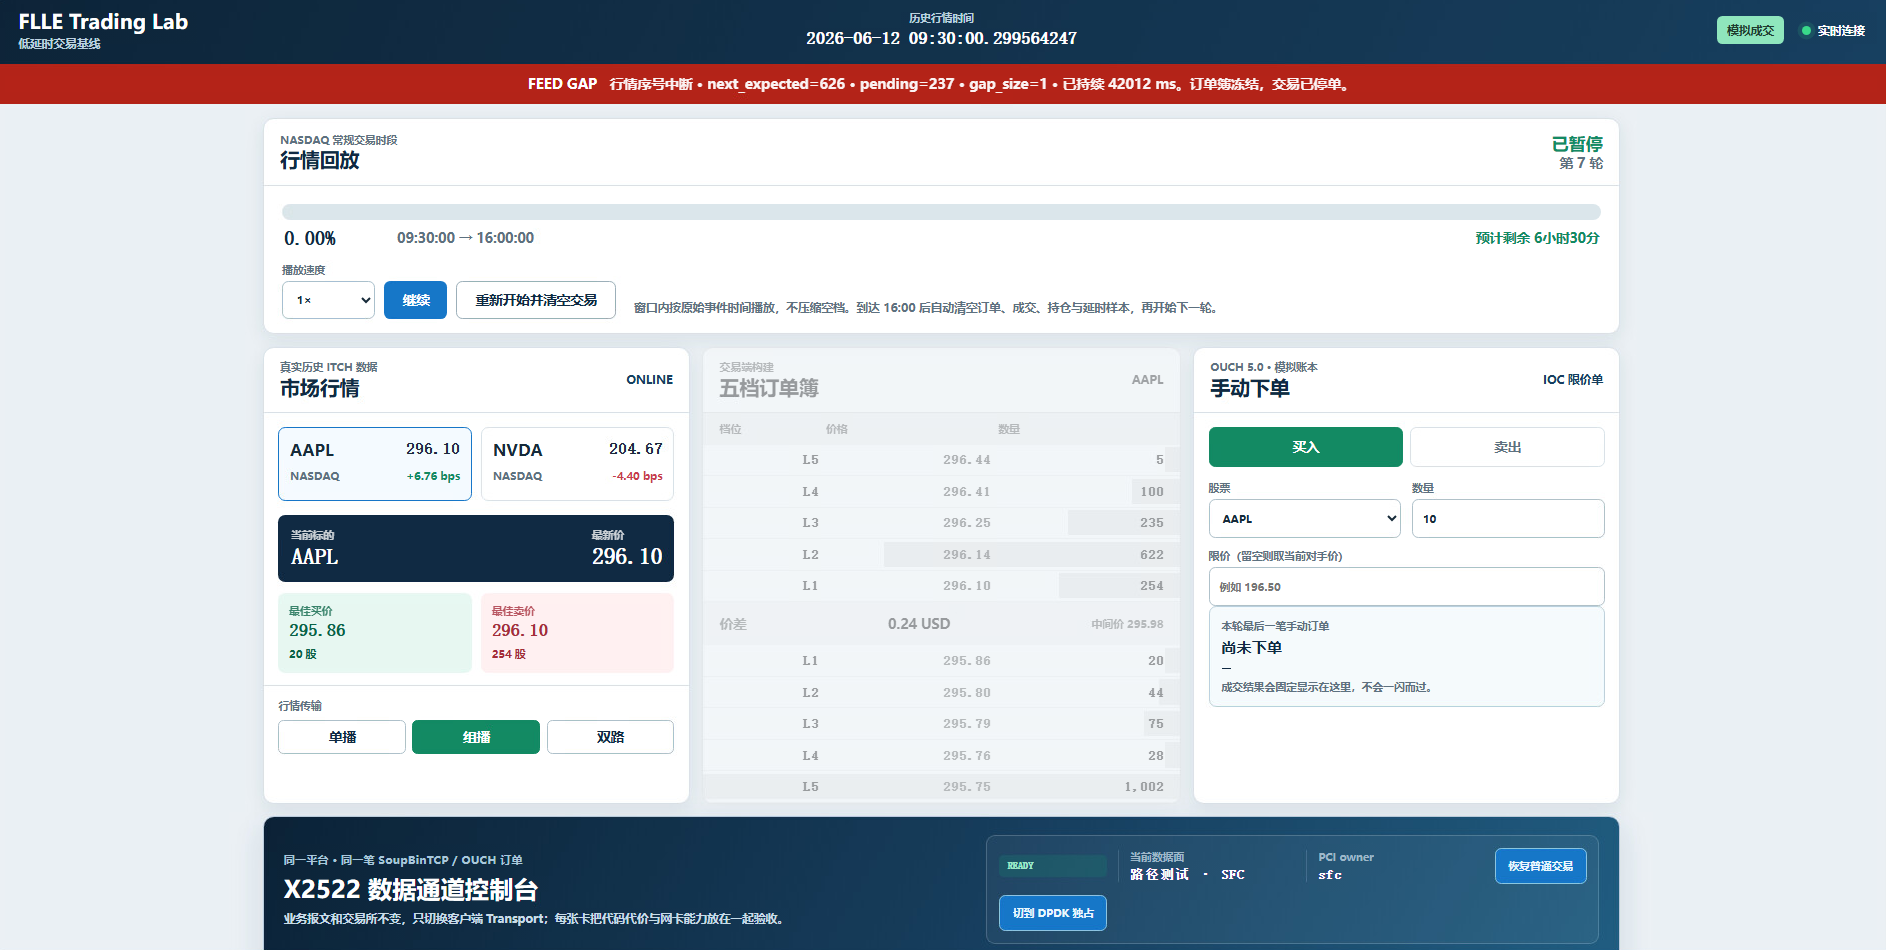 FLLE Trading Lab
低延时交易基线
历史行情时间
2026-06-12 09:30:00.299564247
模拟成交
实时连接
FEED GAP 行情序号中断 • next_expected=626 • pending=237 • gap_size=1 • 已持续 42012 ms。订单簿冻结，交易已停单。
NASDAQ 常规交易时段
行情回放
已暂停
第 7 轮
0.00%
09:30:00 → 16:00:00
预计剩余 6小时30分
播放速度
1×
继续
重新开始并清空交易
窗口内按原始事件时间播放，不压缩空档。到达 16:00 后自动清空订单、成交、持仓与延时样本，再开始下一轮。
真实历史 ITCH 数据
市场行情
ONLINE
AAPL 296.10
NASDAQ +6.76 bps
NVDA 204.67
NASDAQ -4.40 bps
当前标的 最新价
AAPL 296.10
最佳买价
295.86
20 股
最佳卖价
296.10
254 股
行情传输
单播
组播
双路
交易端构建
五档订单簿
AAPL
档位 价格 数量
L5 296.44 5
L4 296.41 100
L3 296.25 235
L2 296.14 622
L1 296.10 254
价差 0.24 USD 中间价 295.98
L1 295.86 20
L2 295.80 44
L3 295.79 75
L4 295.76 28
L5 295.75 1,002
OUCH 5.0 • 模拟账本
手动下单
IOC 限价单
买入
卖出
股票
AAPL
数量
10
限价（留空则取当前对手价）
例如 196.50
本轮最后一笔手动订单
尚未下单
—
成交结果会固定显示在这里，不会一闪而过。
同一平台 • 同一笔 SoupBinTCP / OUCH 订单
X2522 数据通道控制台
业务报文和交易所不变，只切换客户端 Transport；每张卡把代码代价与网卡能力放在一起验收。
READY
当前数据面
路径测试 · SFC
PCI owner
sfc
恢复普通交易
切到 DPDK 独占